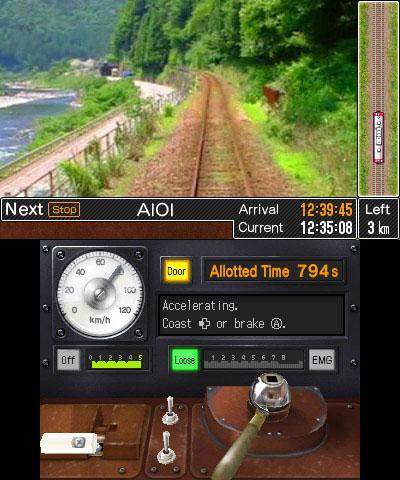 Next Stop AIOI Arrival 12:39:45 Left
Current 12:35:08 3 km
Door Allotted Time 794s
60
40 80
20 100
0 120
km/h
Accelerating.
Coast ✚ or brake Ⓐ.
Off 0 1 2 3 4 5 Loose 1 2 3 4 5 6 7 8 EMG